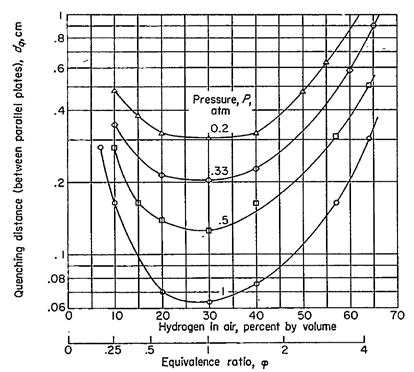 Quenching distance (between parallel plates), dq, cm
1
.8
.6
.4
.2
.1
.08
.06
Pressure, P,
atm
0.2
.33
.5
1
0 10 20 30 40 50 60 70
Hydrogen in air, percent by volume
0 .25 .5 1 2 4
Equivalence ratio, φ